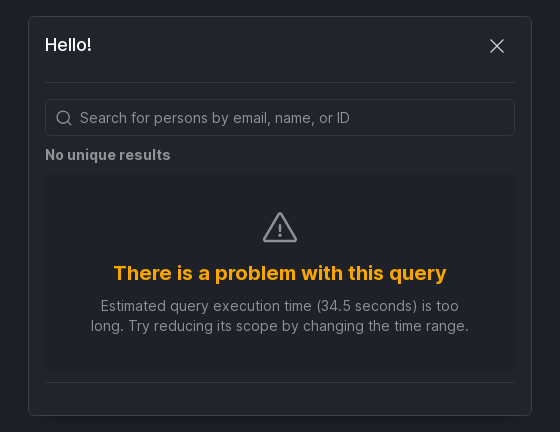 Hello!
Search for persons by email, name, or ID
No unique results
There is a problem with this query
Estimated query execution time (34.5 seconds) is too
long. Try reducing its scope by changing the time range.